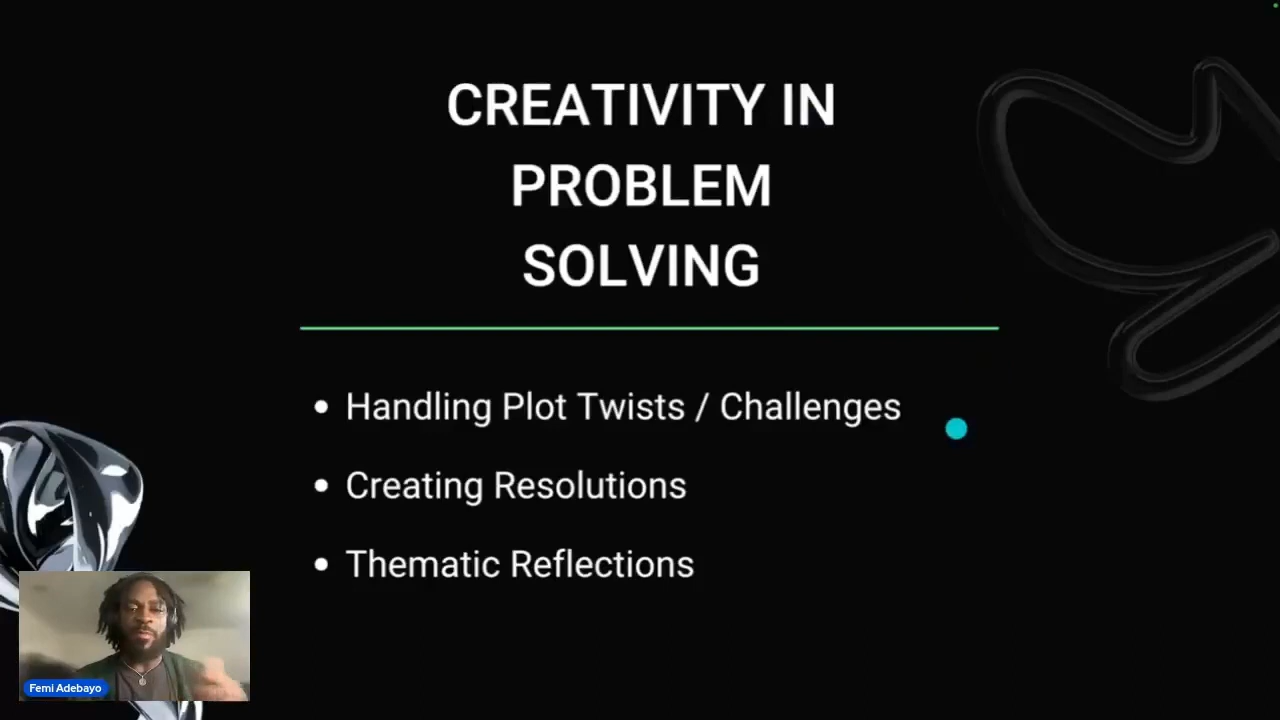 CREATIVITY IN
PROBLEM
SOLVING
• Handling Plot Twists / Challenges
• Creating Resolutions
• Thematic Reflections
Femi Adebayo